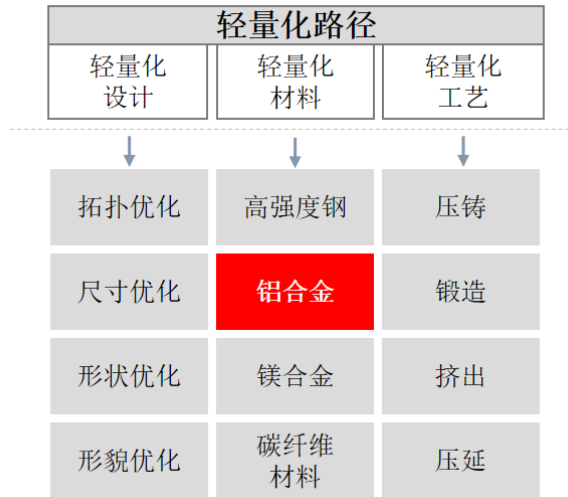 轻量化路径
轻量化
设计
轻量化
材料
轻量化
工艺
拓扑优化
高强度钢
压铸
尺寸优化
铝合金
锻造
形状优化
镁合金
挤出
形貌优化
碳纤维
材料
压延